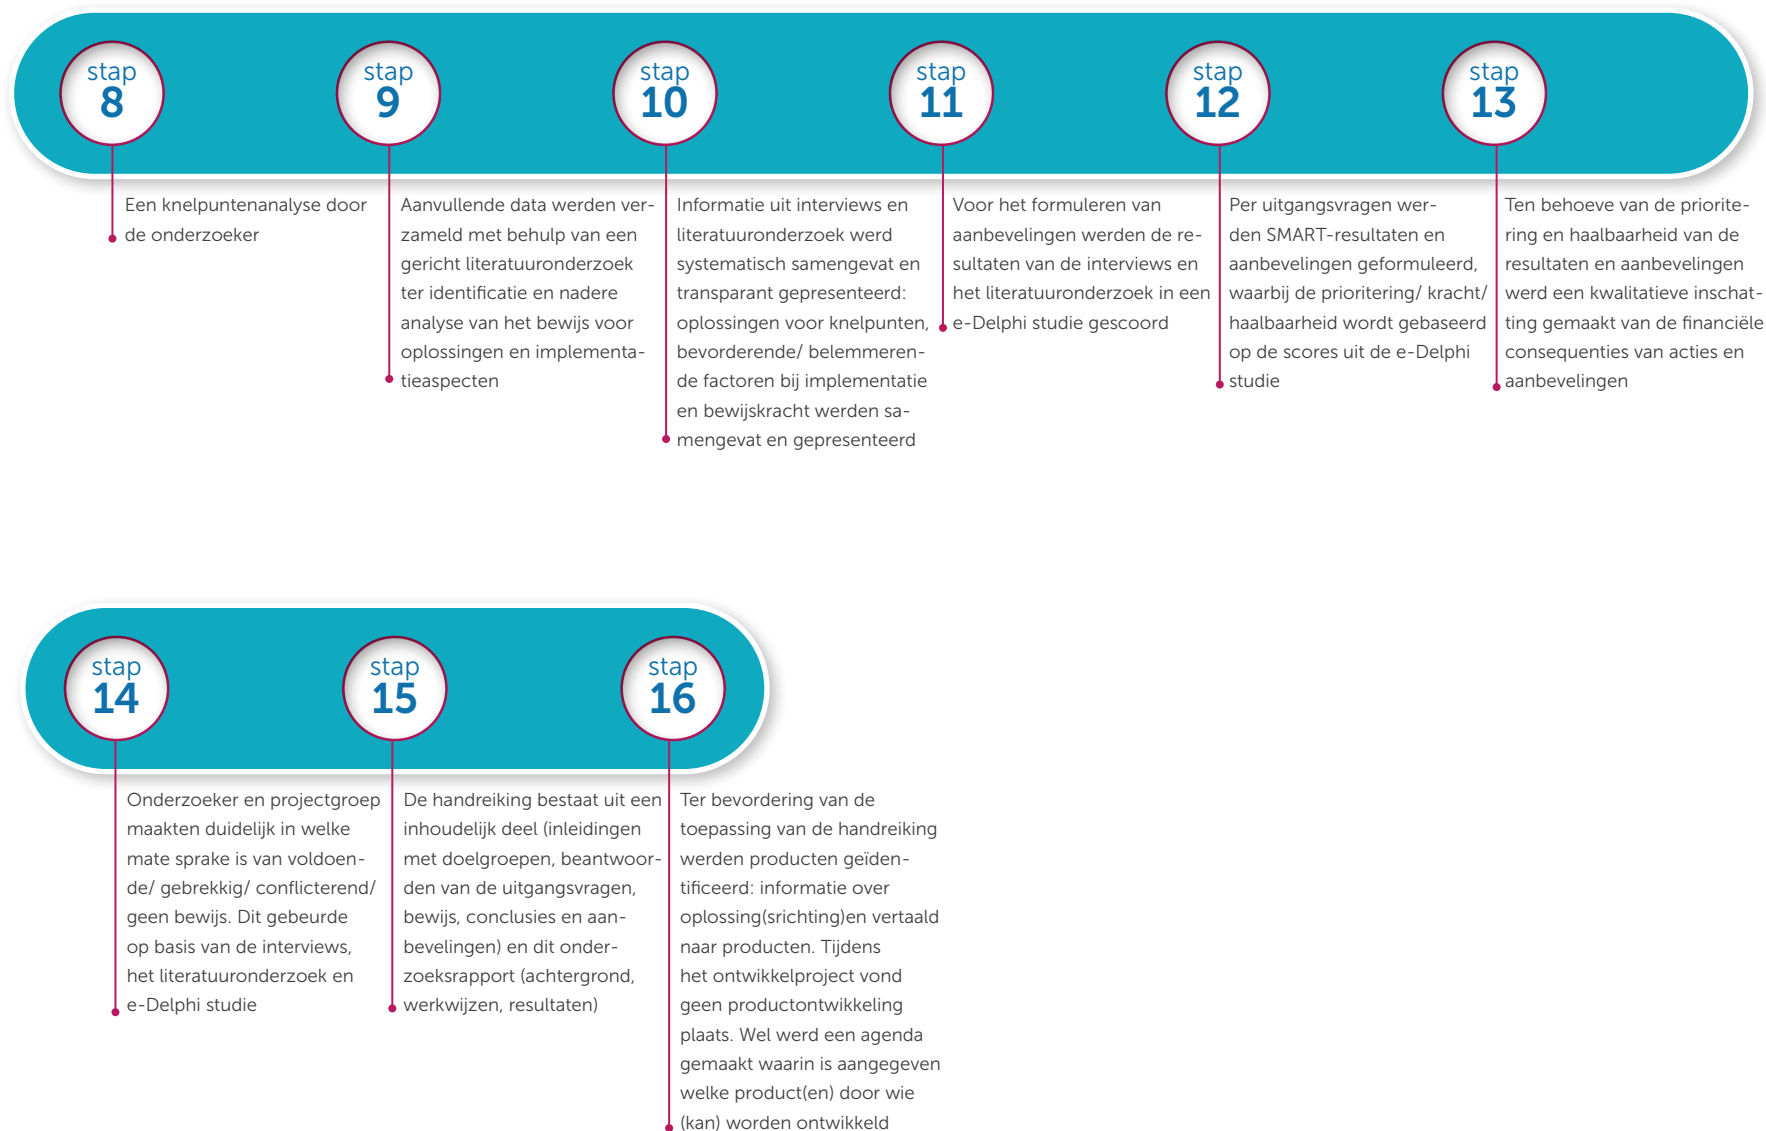 stap
8
Een knelpuntenanalyse door
de onderzoeker
stap
9
Aanvullende data werden ver-
zameld met behulp van een
gericht literatuuronderzoek
ter identificatie en nadere
analyse van het bewijs voor
oplossingen en implementa-
tieaspecten
stap
10
Informatie uit interviews en
literatuuronderzoek werd
systematisch samengevat en
transparant gepresenteerd:
oplossingen voor knelpunten,
bevorderende/ belemmeren-
de factoren bij implementatie
en bewijskracht werden sa-
mengevat en gepresenteerd
stap
11
Voor het formuleren van
aanbevelingen werden de re-
sultaten van de interviews en
het literatuuronderzoek in een
e-Delphi studie gescoord
stap
12
Per uitgangsvragen wer-
den SMART-resultaten en
aanbevelingen geformuleerd,
waarbij de prioritering/ kracht/
haalbaarheid wordt gebaseerd
op de scores uit de e-Delphi
studie
stap
13
Ten behoeve van de priorite-
ring en haalbaarheid van de
resultaten en aanbevelingen
werd een kwalitatieve inschat-
ting gemaakt van de financiële
consequenties van acties en
aanbevelingen
stap
14
Onderzoeker en projectgroep
maakten duidelijk in welke
mate sprake is van voldoen-
de/ gebrekkig/ conflicterend/
geen bewijs. Dit gebeurde
op basis van de interviews,
het literatuuronderzoek en
e-Delphi studie
stap
15
De handreiking bestaat uit een
inhoudelijk deel (inleidingen
met doelgroepen, beantwoor-
den van de uitgangsvragen,
bewijs, conclusies en aan-
bevelingen) en dit onder-
zoeksrapport (achtergrond,
werkwijzen, resultaten)
stap
16
Ter bevordering van de
toepassing van de handreiking
werden producten geïden-
tificeerd: informatie over
oplossing(srichting)en vertaald
naar producten. Tijdens
het ontwikkelproject vond
geen productontwikkeling
plaats. Wel werd een agenda
gemaakt waarin is aangegeven
welke product(en) door wie
(kan) worden ontwikkeld